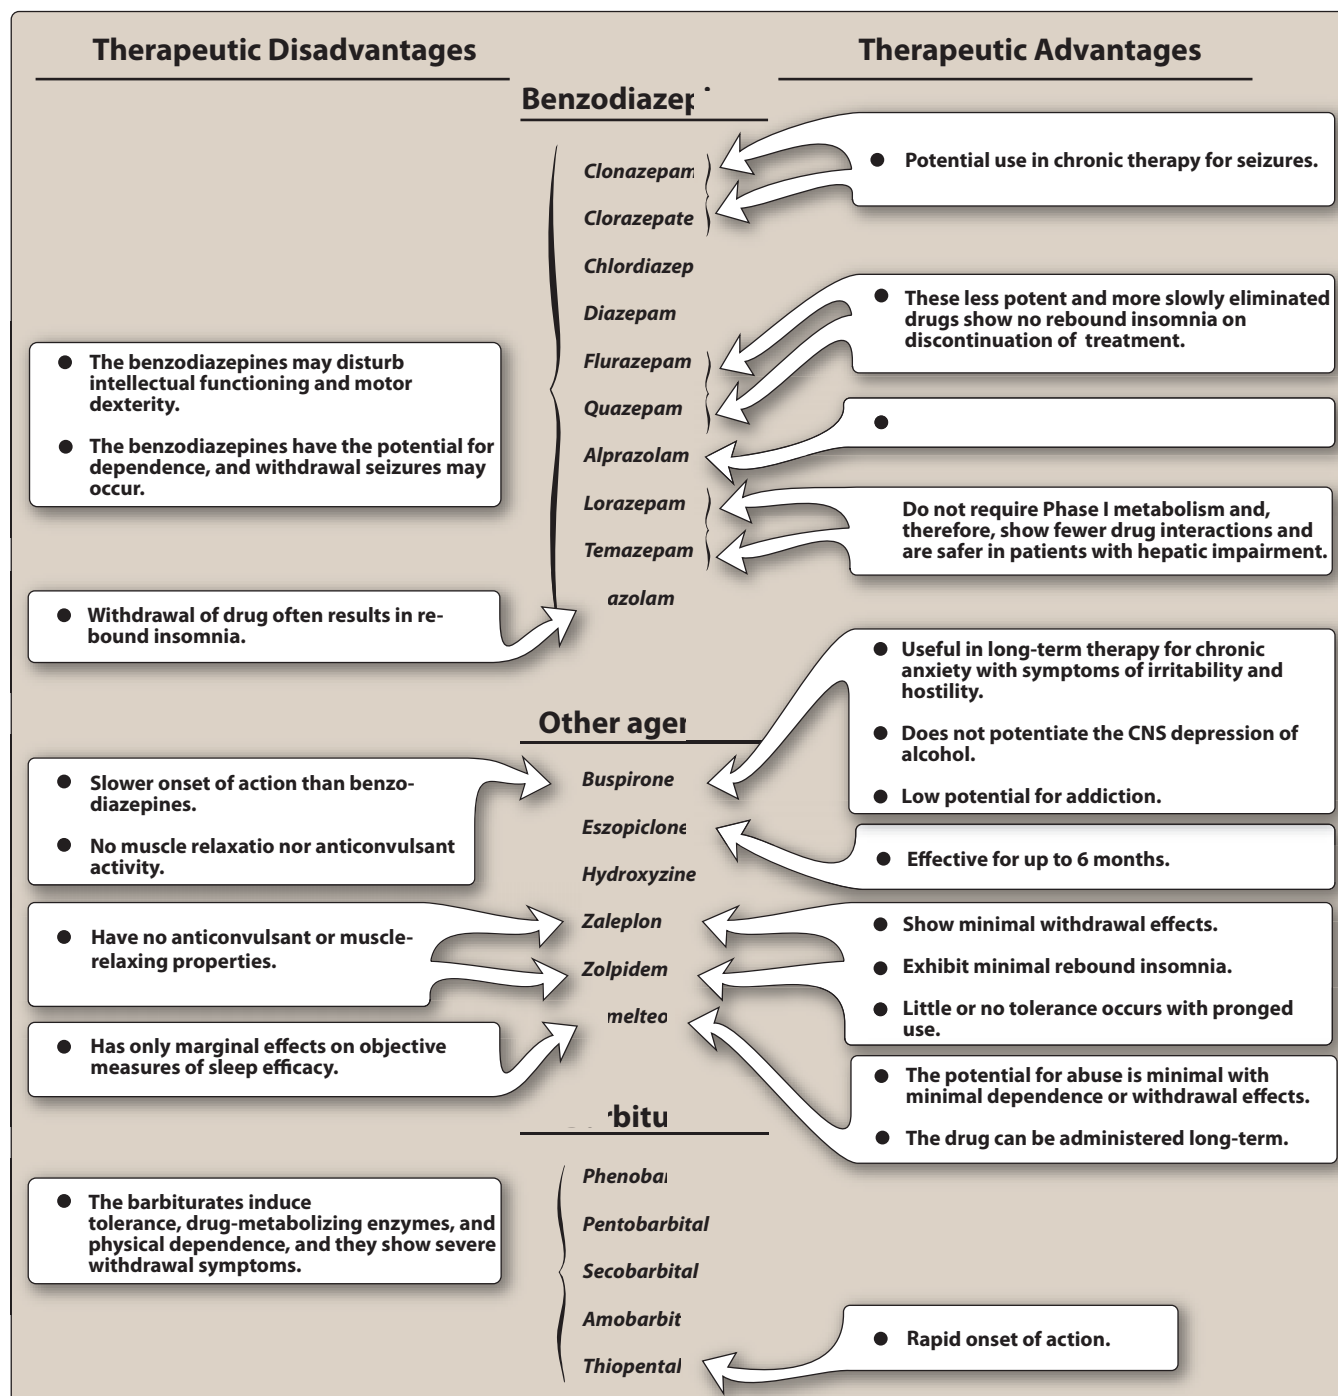 Therapeutic Disadvantages
Therapeutic Advantages
Benzodiazep
Clonazepam
Clorazepate
Chlordiazep
Diazepam
Flurazepam
Quazepam
Alprazolam
Lorazepam
Temazepam
azolam
● Potential use in chronic therapy for seizures.
● These less potent and more slowly eliminated
drugs show no rebound insomnia on
discontinuation of treatment.
●
Do not require Phase I metabolism and,
therefore, show fewer drug interactions and
are safer in patients with hepatic impairment.
● The benzodiazepines may disturb
intellectual functioning and motor
dexterity.
● The benzodiazepines have the potential for
dependence, and withdrawal seizures may
occur.
● Withdrawal of drug often results in re-
bound insomnia.
Other ager
Buspirone
Eszopiclone
Hydroxyzine
Zaleplon
Zolpidem
melteo
● Useful in long-term therapy for chronic
anxiety with symptoms of irritability and
hostility.
● Does not potentiate the CNS depression of
alcohol.
● Low potential for addiction.
● Effective for up to 6 months.
● Show minimal withdrawal effects.
● Exhibit minimal rebound insomnia.
● Little or no tolerance occurs with pronged
use.
● The potential for abuse is minimal with
minimal dependence or withdrawal effects.
● The drug can be administered long-term.
● Slower onset of action than benzo-
diazepines.
● No muscle relaxatio nor anticonvulsant
activity.
● Have no anticonvulsant or muscle-
relaxing properties.
● Has only marginal effects on objective
measures of sleep efficacy.
rbitu
Phenobar
Pentobarbital
Secobarbital
Amobarbit
Thiopental
● The barbiturates induce
tolerance, drug-metabolizing enzymes, and
physical dependence, and they show severe
withdrawal symptoms.
● Rapid onset of action.